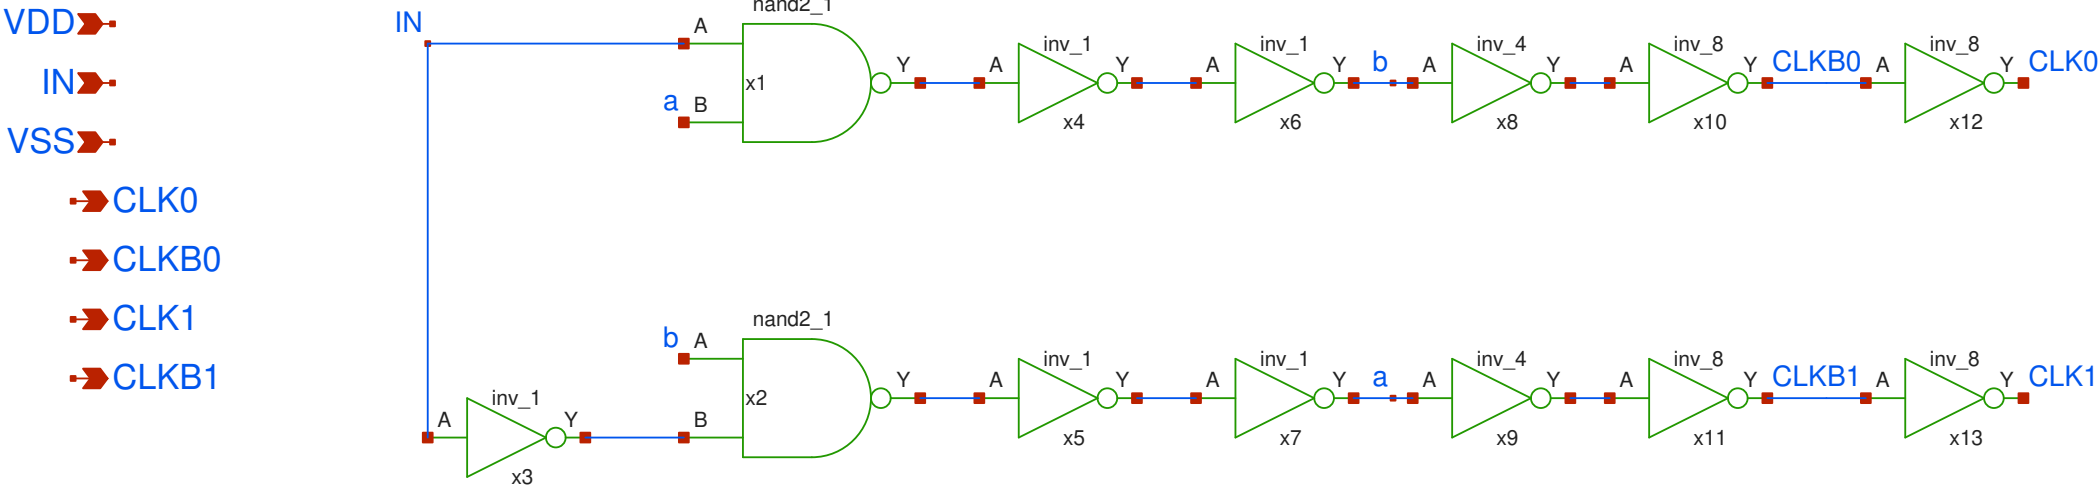 VDD
IN
VSS
CLK0
CLKB0
CLK1
CLKB1
IN
nand2_1
A
a B
x1
Y
A
inv_1
Y
x4
A
inv_1
Y
x6
b
A
inv_4
Y
x8
A
inv_8
Y
x10
CLKB0
A
inv_8
Y
x12
CLK0
A
inv_1
Y
x3
nand2_1
b A
B
x2
Y
A
inv_1
Y
x5
A
inv_1
Y
x7
a
A
inv_4
Y
x9
A
inv_8
Y
x11
CLKB1
A
inv_8
Y
x13
CLK1